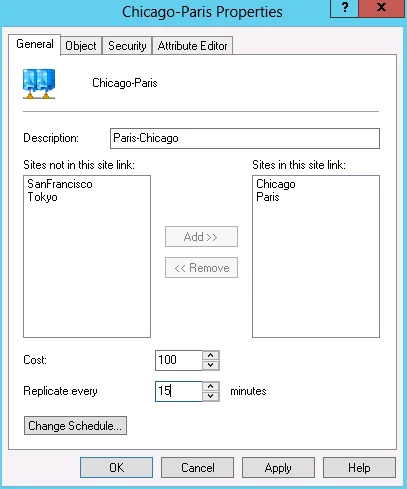 Chicago-Paris Properties
? x
General Object Security Attribute Editor
Chicago-Paris
Description: Paris-Chicago
Sites not in this site link: Sites in this site link:
SanFrancisco Chicago
Tokyo Paris
Add >>
<< Remove
Cost: 100
Replicate every 15 minutes
Change Schedule...
OK Cancel Apply Help